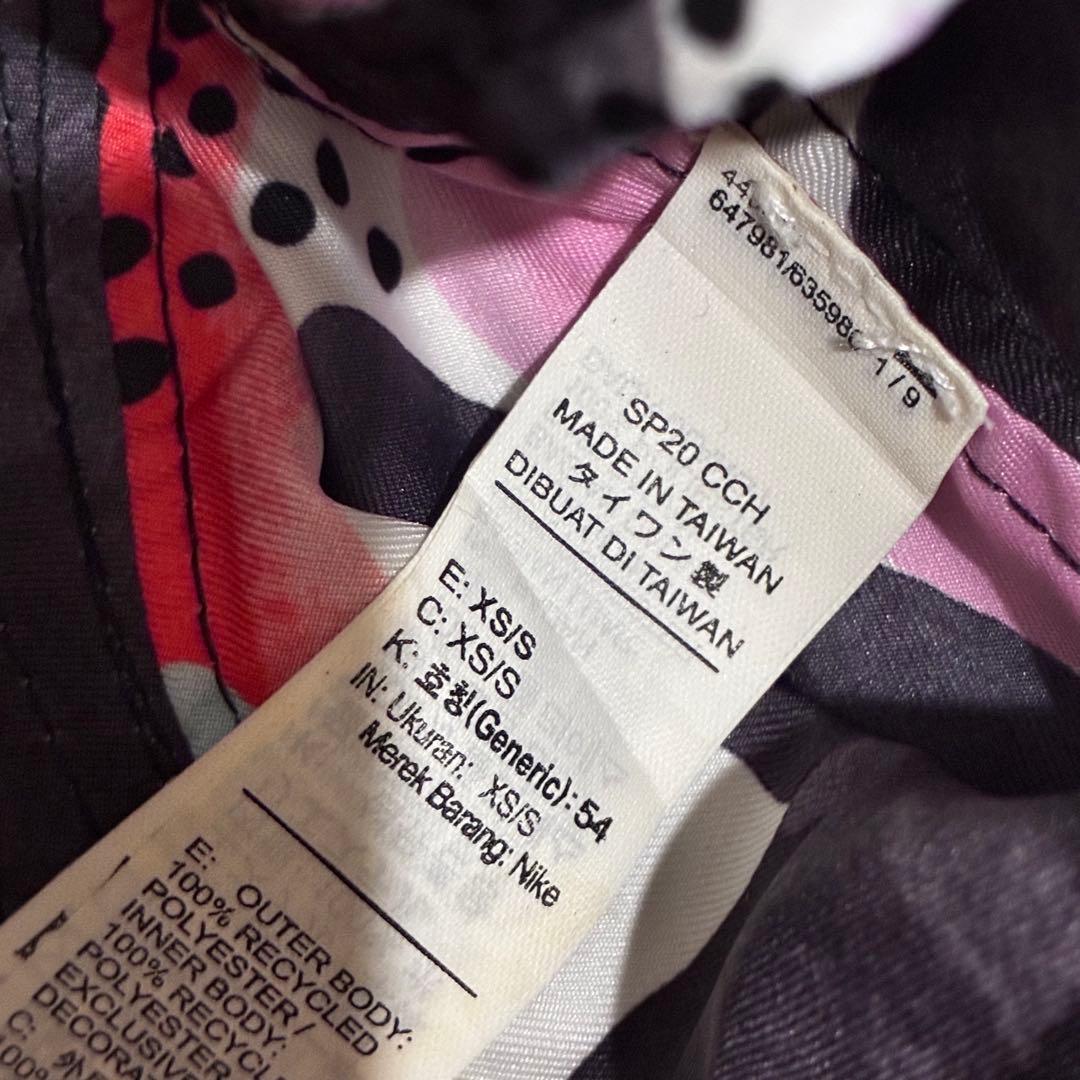 647981/63598 1/9
SP20 CCH
MADE IN TAIWAN
タイワン製
DIBUAT DI TAIWAN
E: XS/S
C: XS/S
K: 호칭(Generic): 54
IN: Ukuran: XS/S
Merek Barang: Nike
E: OUTER BODY:
100% RECYCLED
POLYESTER /
INNER BODY:
100% RECYCLED
POLYESTER
EXCLUSIVE
C: